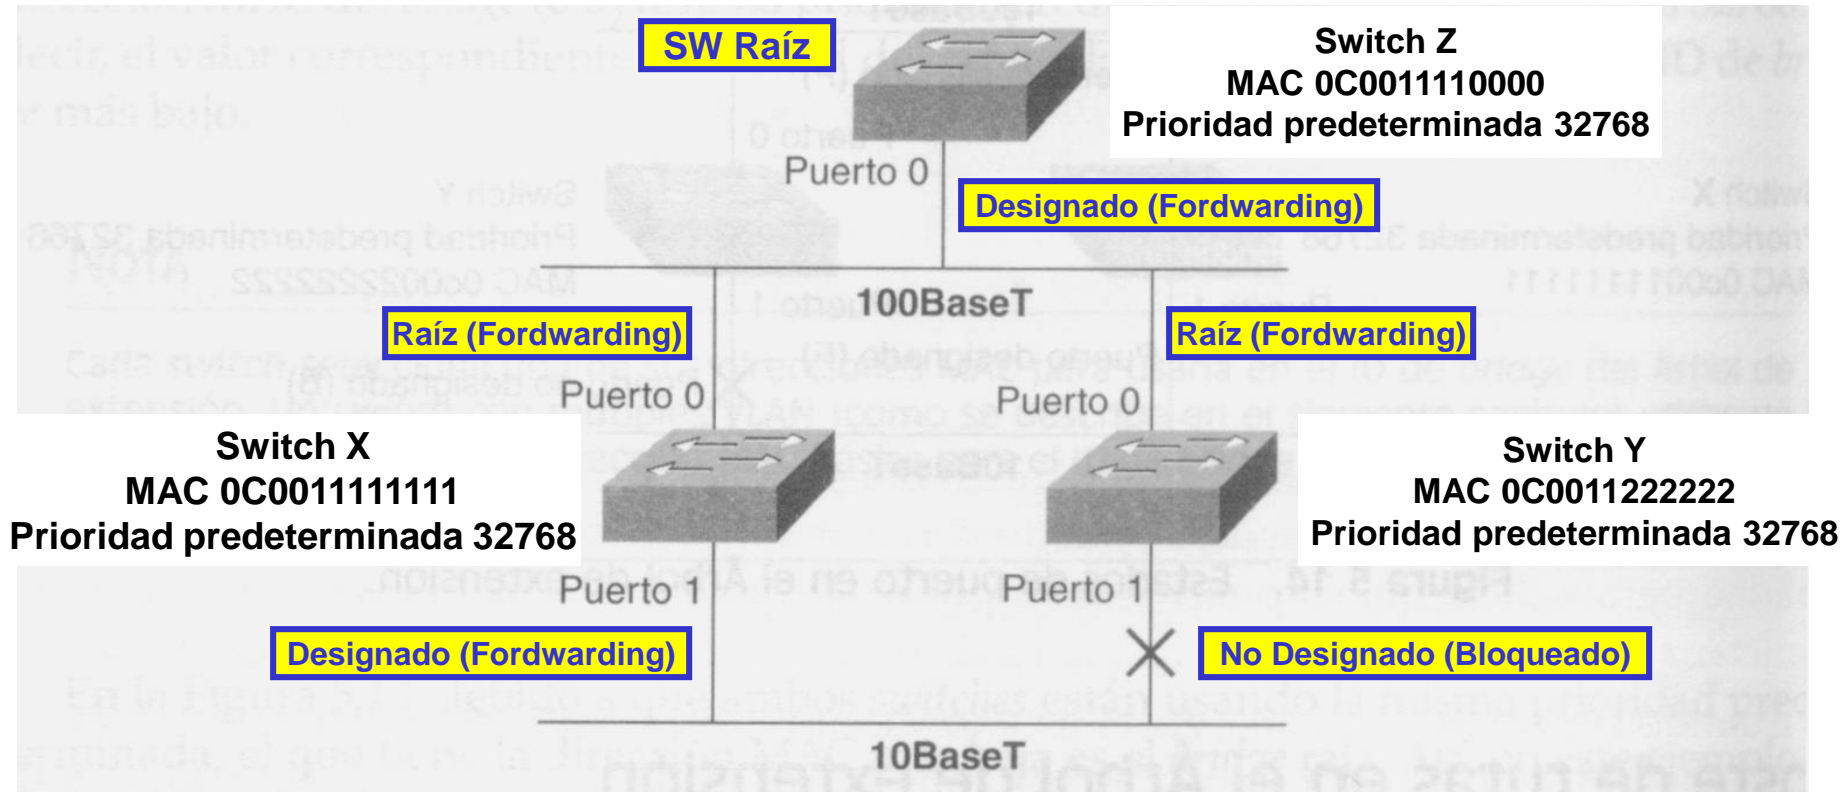 SW Raíz
Switch Z
MAC 0C0011110000
Prioridad predeterminada 32768
Puerto 0
Designado (Fordwarding)
100BaseT
Raíz (Fordwarding)
Raíz (Fordwarding)
Puerto 0
Puerto 0
Switch X
MAC 0C0011111111
Prioridad predeterminada 32768
Switch Y
MAC 0C0011222222
Prioridad predeterminada 32768
Puerto 1
Puerto 1
Designado (Fordwarding)
No Designado (Bloqueado)
10BaseT